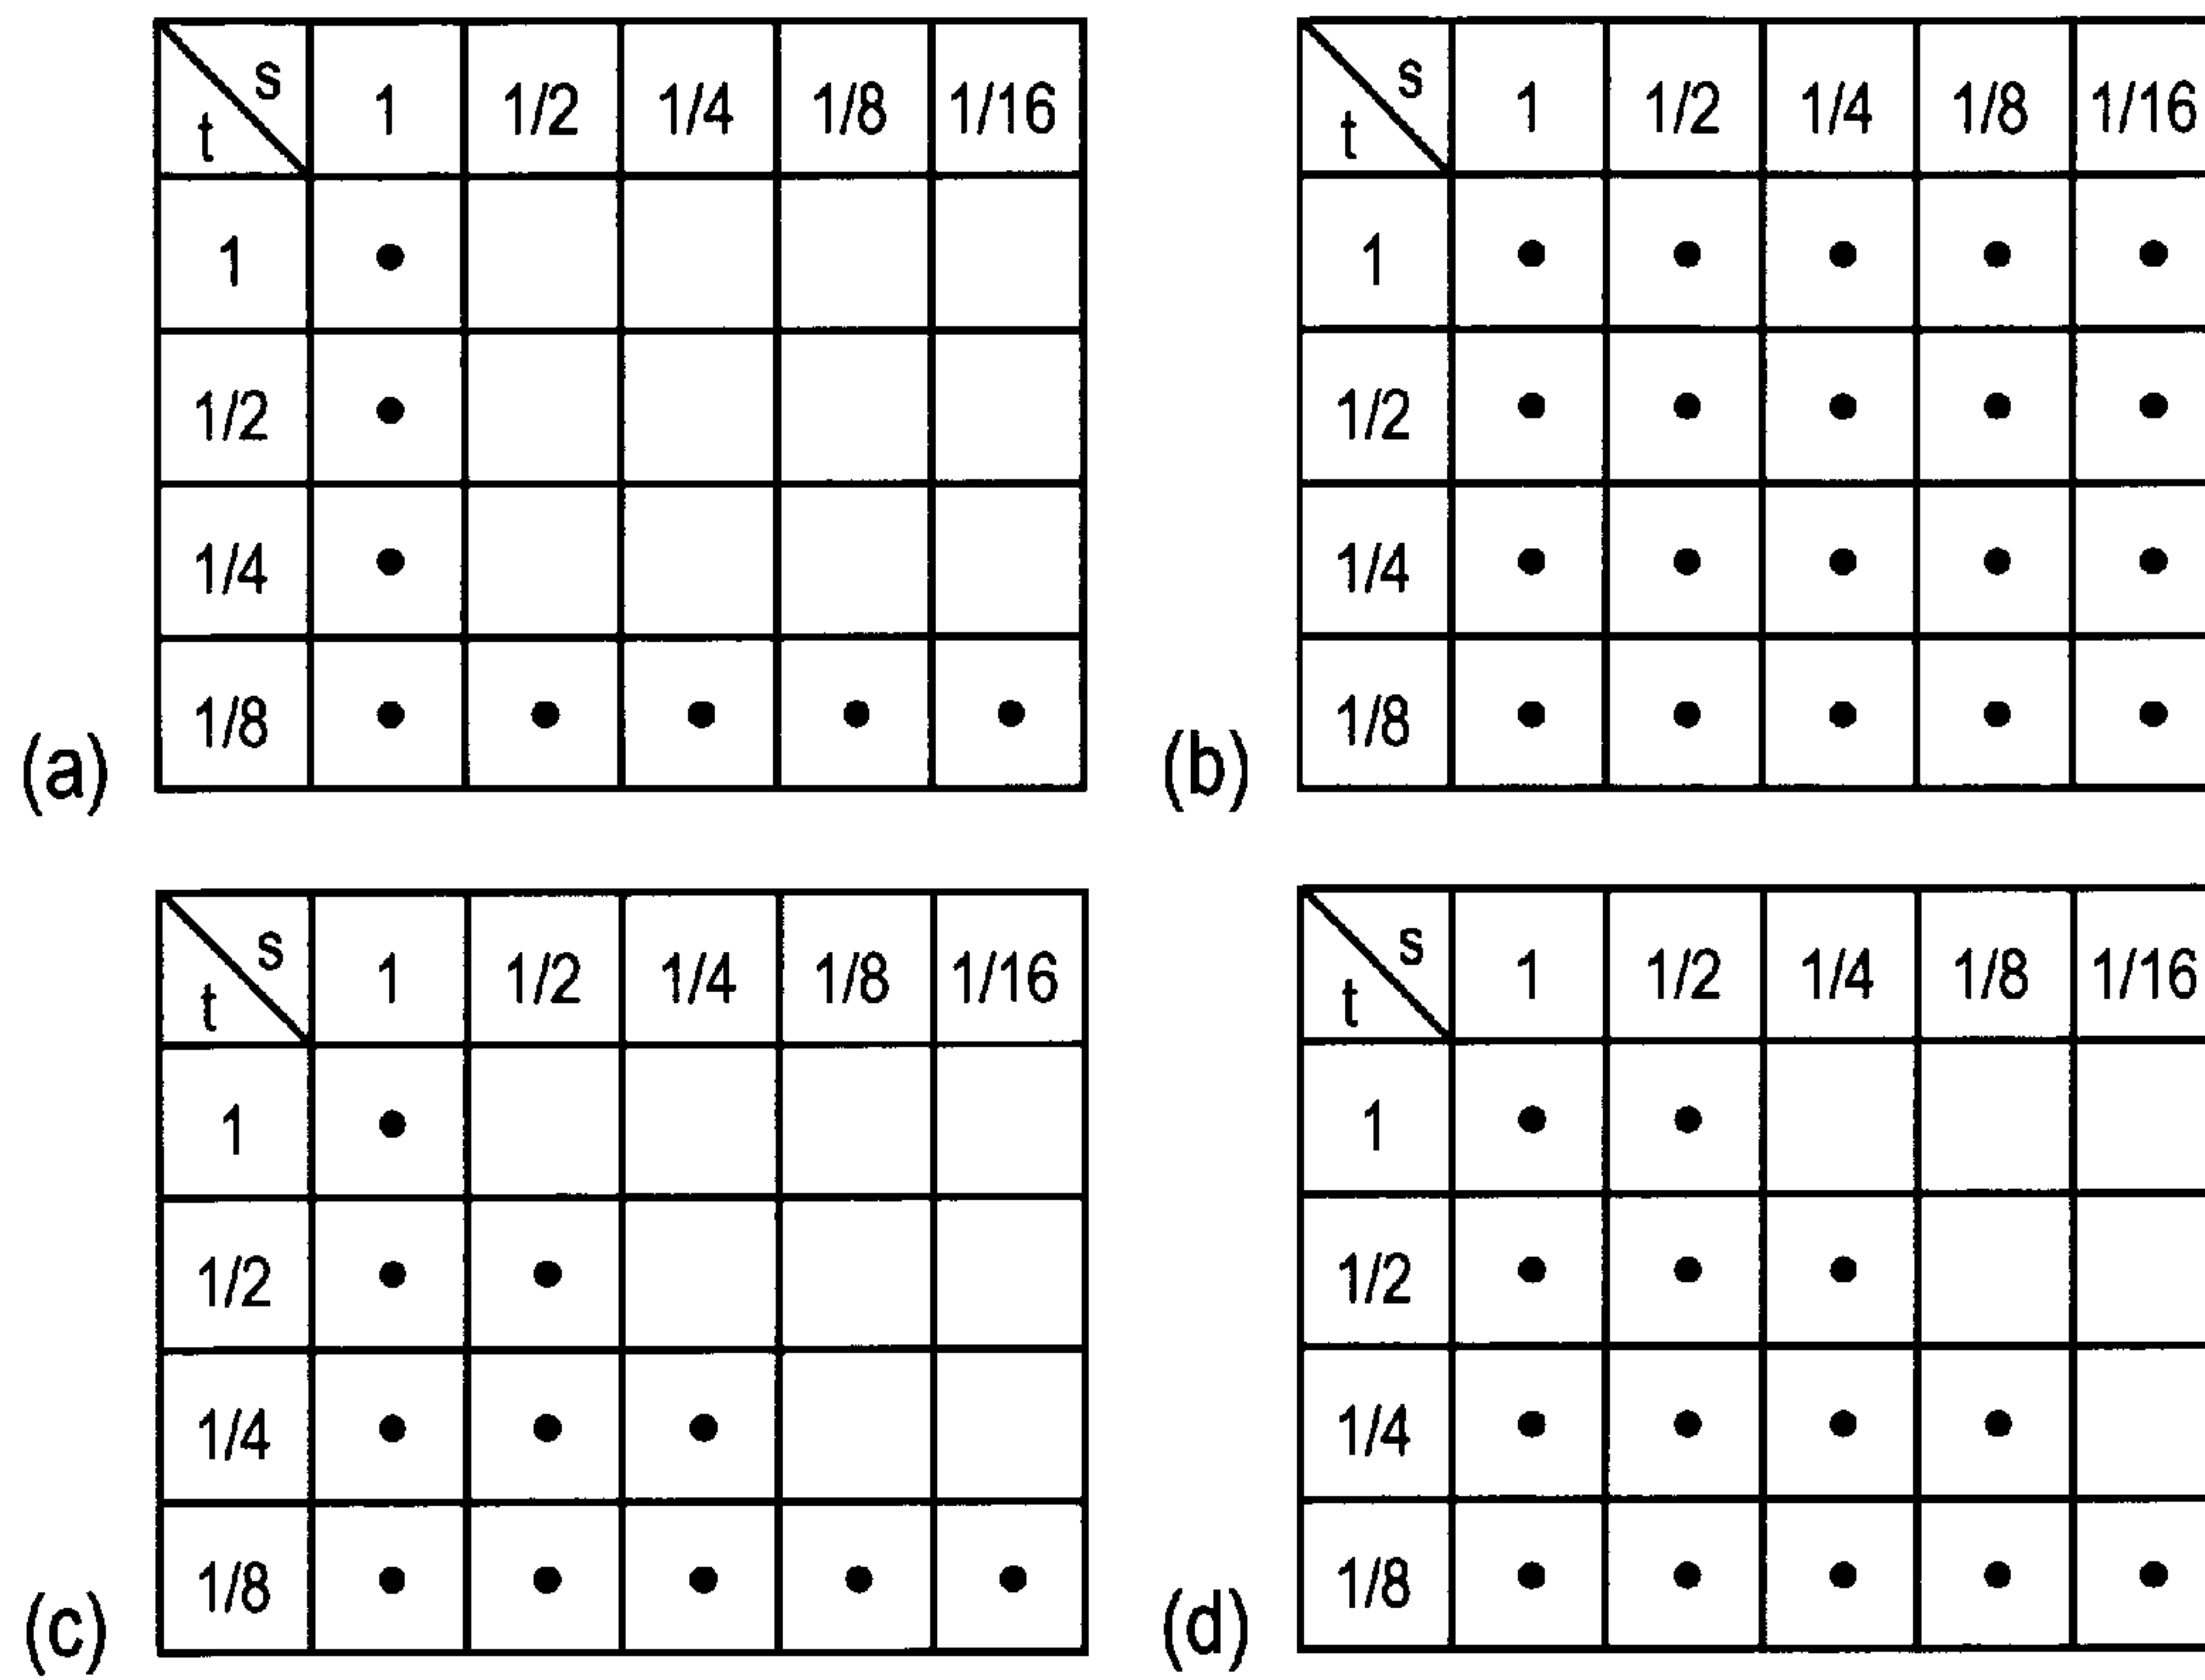 s 1 1/2 1/4 1/8 1/16
t
1 ●
1/2 ●
1/4 ●
1/8 ● ● ● ● ●
(a)
s 1 1/2 1/4 1/8 1/16
t
1 ● ● ● ● ●
1/2 ● ● ● ● ●
1/4 ● ● ● ● ●
1/8 ● ● ● ● ●
(b)
s 1 1/2 1/4 1/8 1/16
t
1 ●
1/2 ● ●
1/4 ● ● ●
1/8 ● ● ● ● ●
(c)
s 1 1/2 1/4 1/8 1/16
t
1 ● ●
1/2 ● ● ●
1/4 ● ● ● ●
1/8 ● ● ● ● ●
(d)